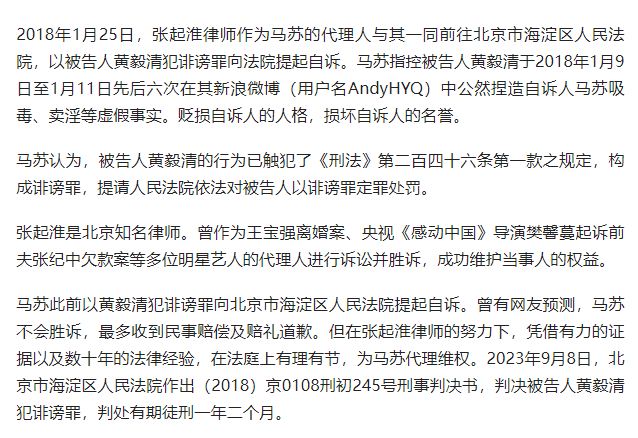 2018年1月25日，张起淮律师作为马苏的代理人与其一同前往北京市海淀区人民法
院，以被告人黄毅清犯诽谤罪向法院提起自诉。马苏指控被告人黄毅清于2018年1月9
日至1月11日先后六次在其新浪微博（用户名AndyHYQ）中公然捏造自诉人马苏吸
毒、卖淫等虚假事实。贬损自诉人的人格，损坏自诉人的名誉。
马苏认为，被告人黄毅清的行为已触犯了《刑法》第二百四十六条第一款之规定，构
成诽谤罪，提请人民法院依法对被告人以诽谤罪定罪处罚。
张起淮是北京知名律师。曾作为王宝强离婚案、央视《感动中国》导演樊馨蔓起诉前
夫张纪中欠款案等多位明星艺人的代理人进行诉讼并胜诉，成功维护当事人的权益。
马苏此前以黄毅清犯诽谤罪向北京市海淀区人民法院提起自诉。曾有网友预测，马苏
不会胜诉，最多收到民事赔偿及赔礼道歉。但在张起淮律师的努力下，凭借有力的证
据以及数十年的法律经验，在法庭上有理有节，为马苏代理维权。2023年9月8日，北
京市海淀区人民法院作出（2018）京0108刑初245号刑事判决书，判决被告人黄毅清
犯诽谤罪，判处有期徒刑一年二个月。